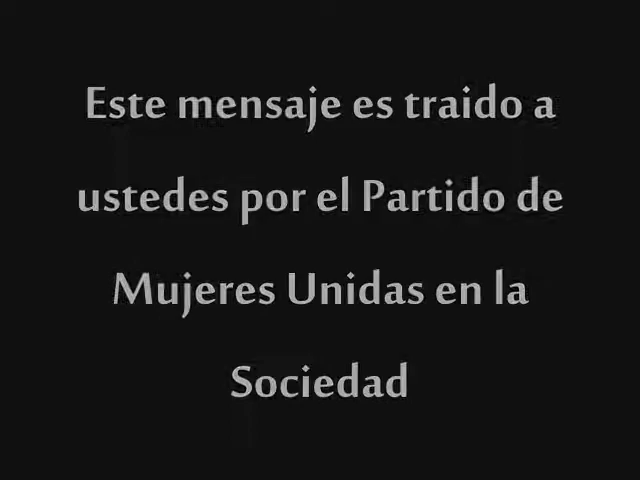 Este mensaje es traido a
ustedes por el Partido de
Mujeres Unidas en la
Sociedad